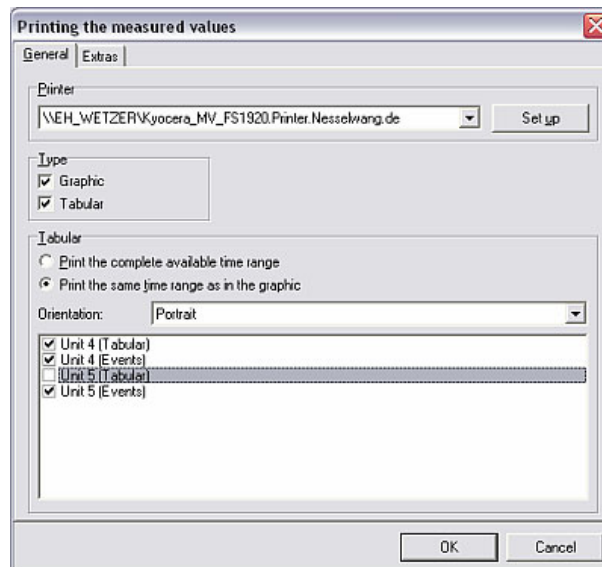 Printing the measured values
General Extras
Printer
\\EH_WETZER\Kyocera_MV_FS1920.Printer.Nesselwang.de
Set up
Type
Graphic
Tabular
Tabular
Print the complete available time range
Print the same time range as in the graphic
Orientation: Portrait
Unit 4 (Tabular)
Unit 4 (Events)
Unit 5 (Tabular)
Unit 5 (Events)
OK Cancel